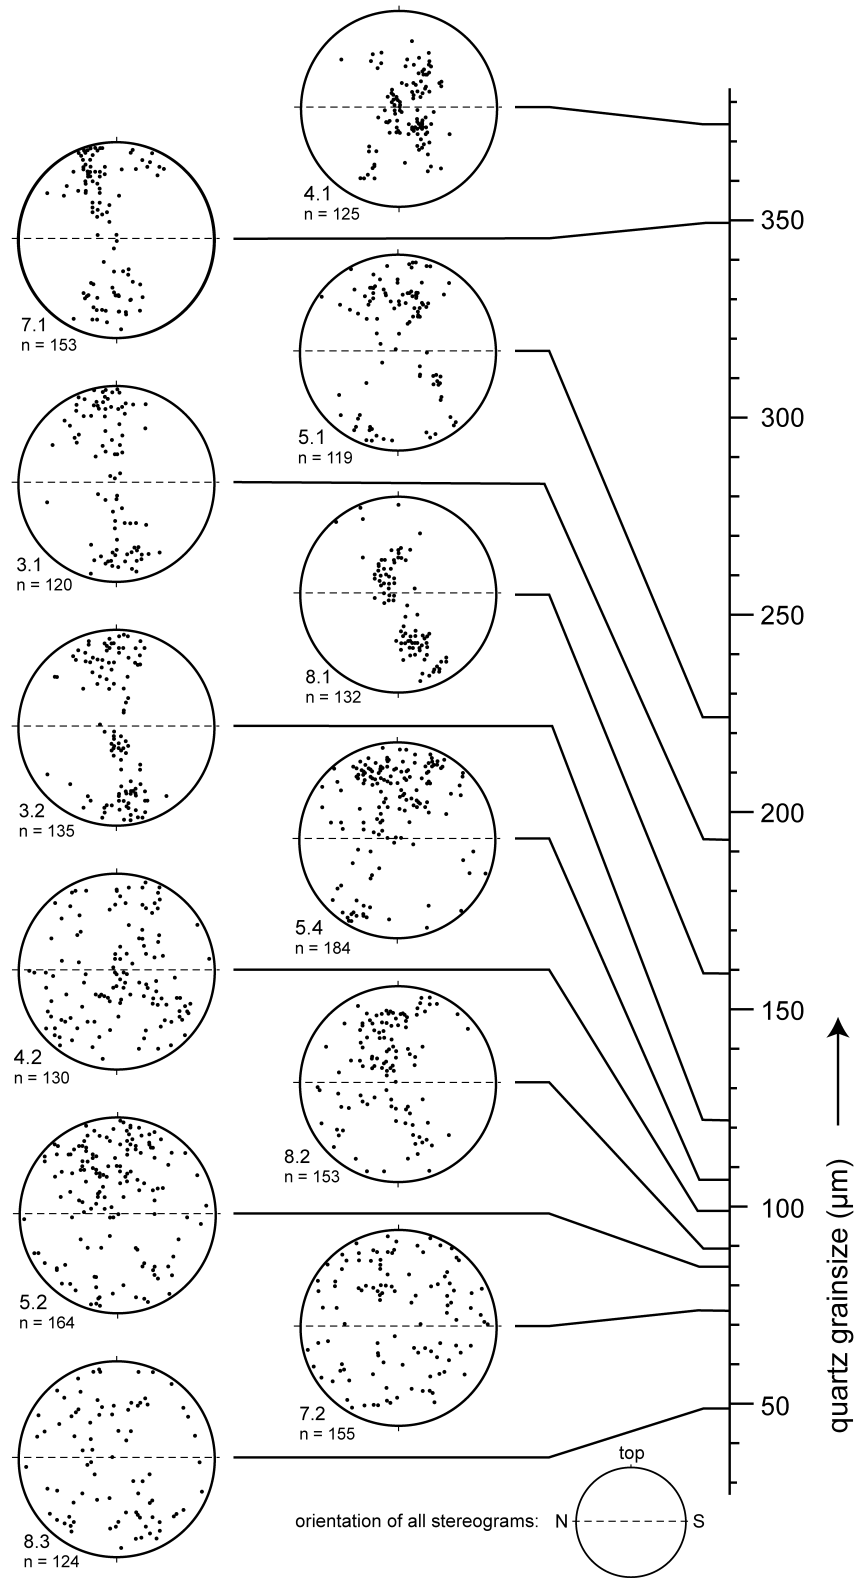 4.1
n = 125
350
7.1
n = 153
300
5.1
n = 119
3.1
n = 120
250
8.1
n = 132
200
3.2
n = 135
5.4
n = 184
150
4.2
n = 130
8.2
n = 153
100
5.2
n = 164
50
7.2
n = 155
quartz grainsize (µm)
top
orientation of all stereograms: N S
8.3
n = 124